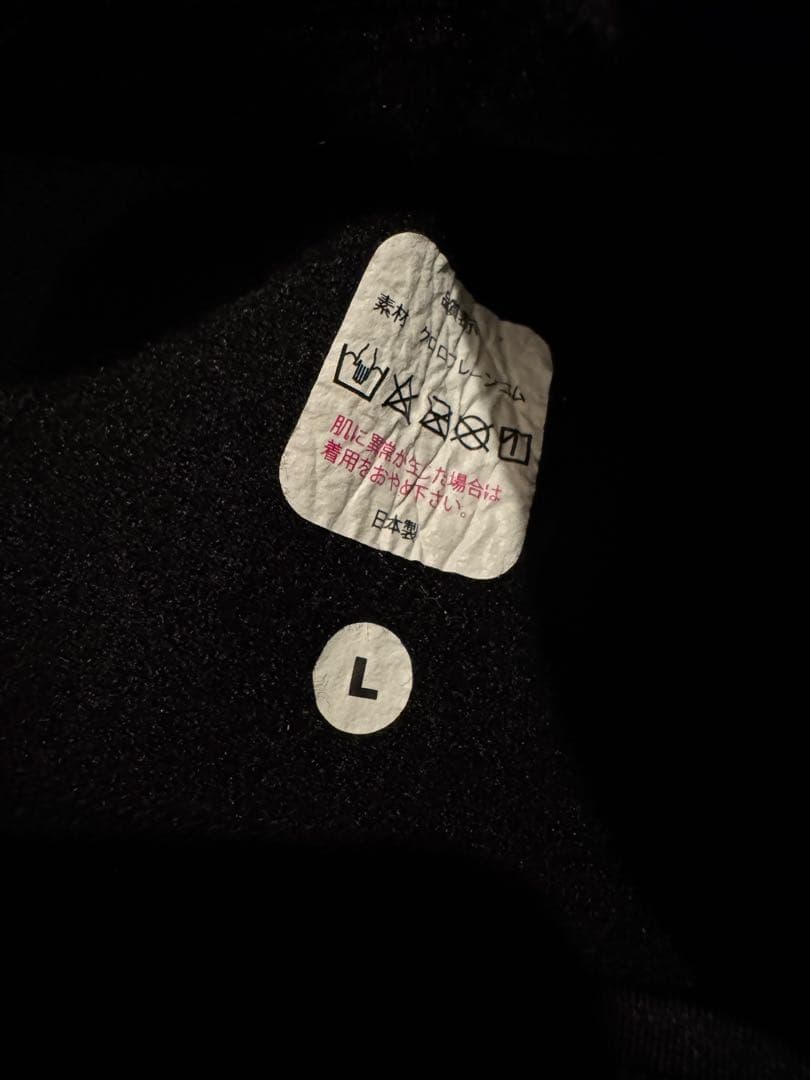 素材 クロロプレーンゴム
肌に異常が生じた場合は
着用をおやめ下さい。
日本製
L